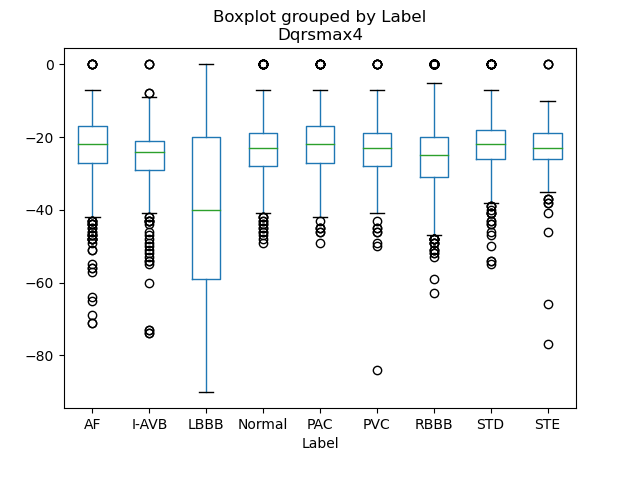 Boxplot grouped by Label
Dqrsmax4
0
−20
−40
−60
−80
AF I-AVB LBBB Normal PAC PVC RBBB STD STE
Label